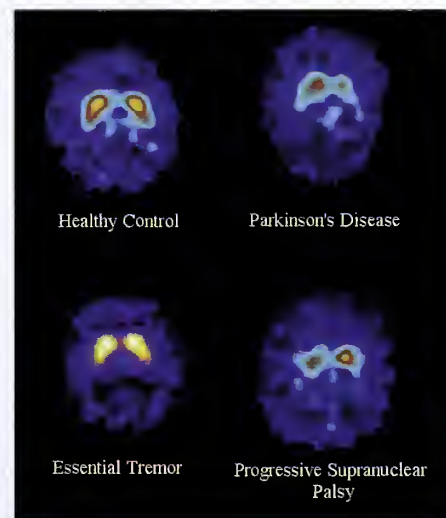 Healthy Control
Parkinson's Disease
Essential Tremor
Progressive Supranuclear
Palsy